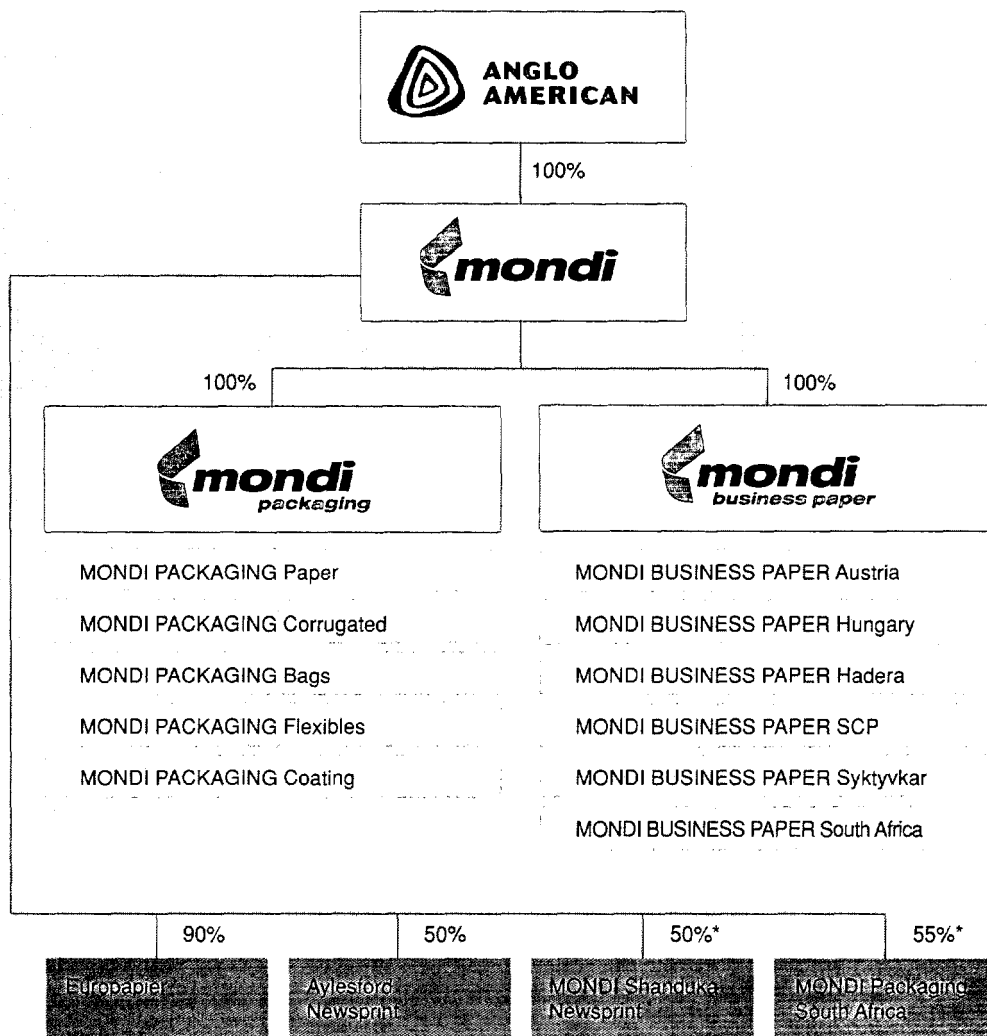 ANGLO
AMERICAN
100%
mondi
100%
100%
mondi
packaging
mondi
business paper
MONDI PACKAGING Paper
MONDI PACKAGING Corrugated
MONDI PACKAGING Bags
MONDI PACKAGING Flexibles
MONDI PACKAGING Coating
MONDI BUSINESS PAPER Austria
MONDI BUSINESS PAPER Hungary
MONDI BUSINESS PAPER Hadera
MONDI BUSINESS PAPER SCP
MONDI BUSINESS PAPER Syktyvkar
MONDI BUSINESS PAPER South Africa
90%
50%
50%*
55%*
Europapier
Aylesford
Newsprint
MONDI Shanduka
Newsprint
MONDI Packaging
South Africa